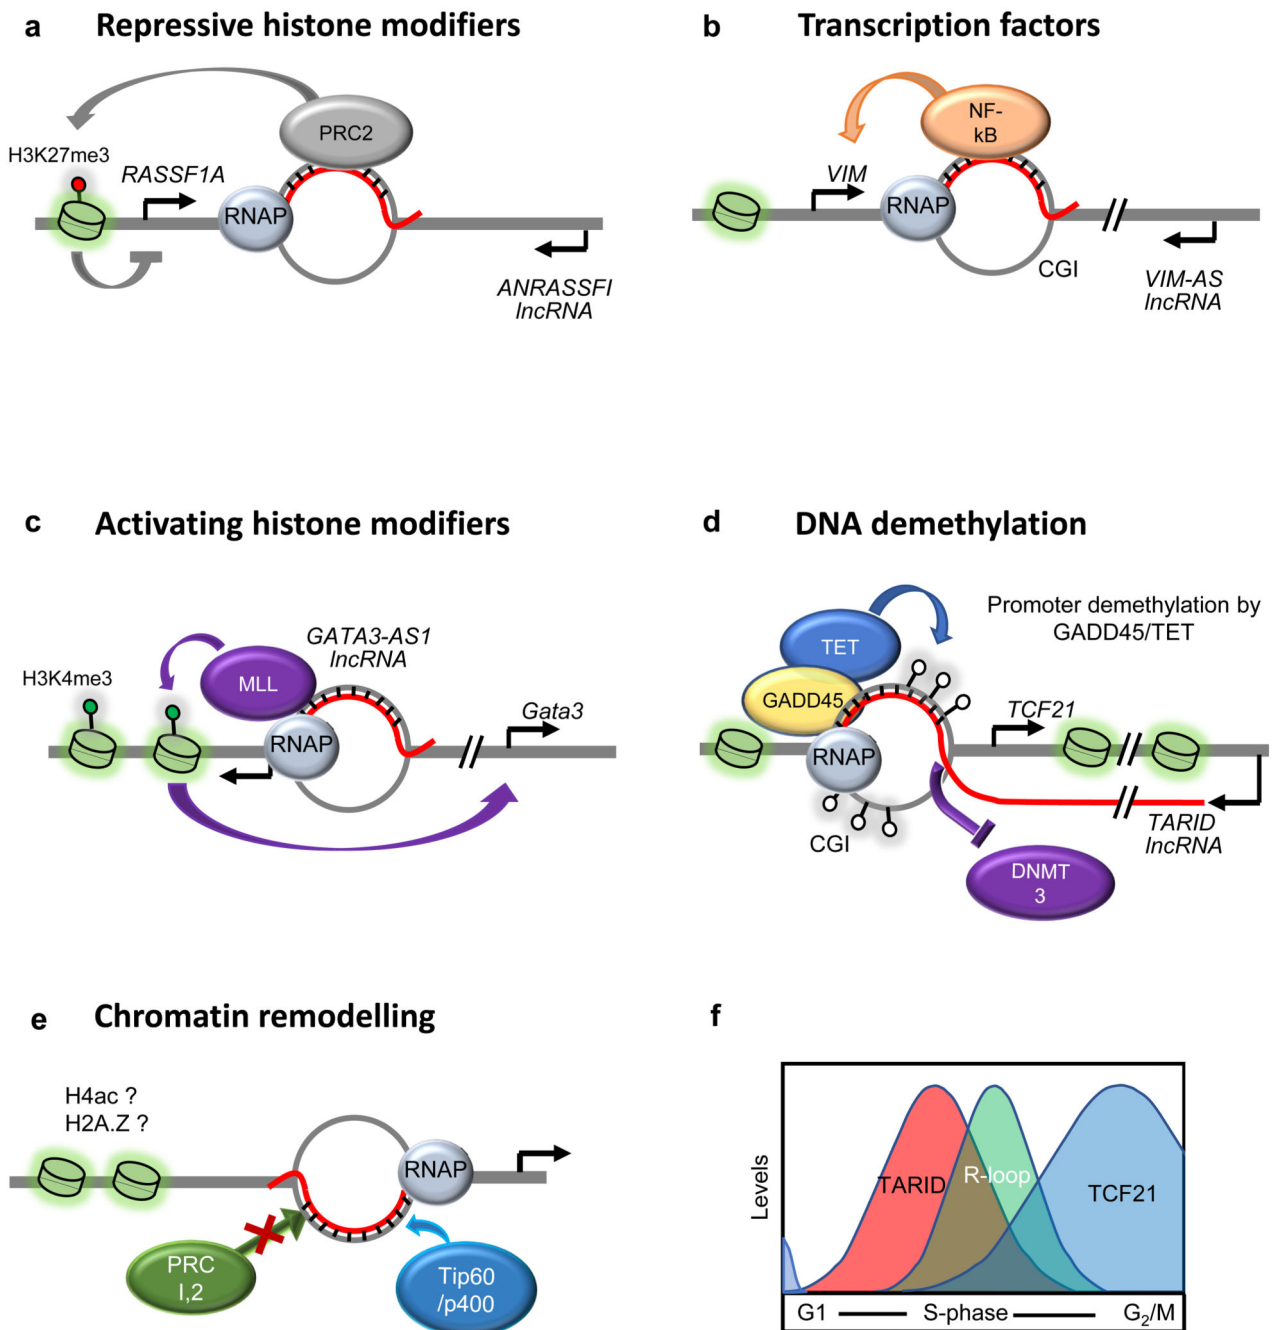 a Repressive histone modifiers
PRC2
H3K27me3
RASSF1A
RNAP
ANRASSFI
lncRNA
b Transcription factors
NF-
kB
VIM
RNAP
CGI
VIM-AS
lncRNA
c Activating histone modifiers
GATA3-AS1
lncRNA
MLL
H3K4me3
Gata3
RNAP
d DNA demethylation
Promoter demethylation by
GADD45/TET
TET
GADD45
TCF21
RNAP
CGI
TARID
lncRNA
DNMT
3
e Chromatin remodelling
H4ac ?
H2A.Z ?
RNAP
PRC
I,2
Tip60
/p400
f
Levels
TARID
R-loop
TCF21
G1 S-phase G2/M